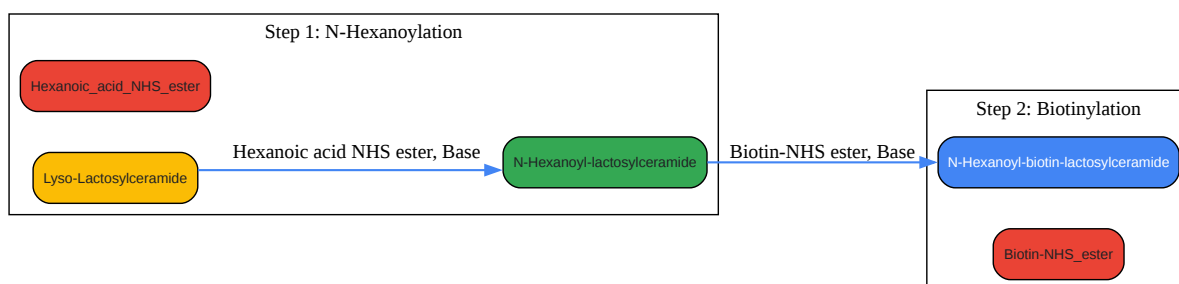 Step 1: N-Hexanoylation
Hexanoic_acid_NHS_ester
Hexanoic acid NHS ester, Base
Lyso-Lactosylceramide
N-Hexanoyl-lactosylceramide
Biotin-NHS ester, Base
Step 2: Biotinylation
N-Hexanoyl-biotin-lactosylceramide
Biotin-NHS_ester